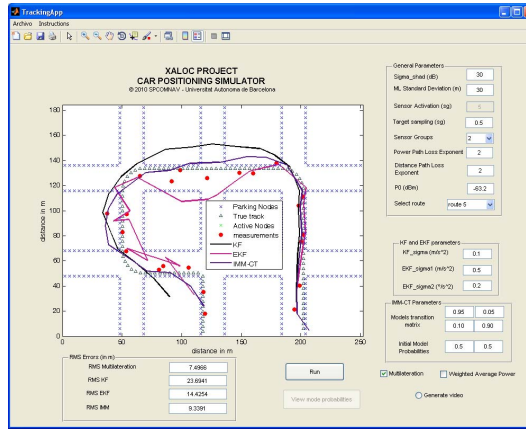 TrackingApp
Archivo Instructions
XALOC PROJECT
CAR POSITIONING SIMULATOR
© 2010 SPCOMNAV - Universitat Autonoma de Barcelona
distance in m
180
160
140
120
100
80
60
40
20
0
0 50 100 150 200 250
distance in m
Parking Nodes
True track
Active Nodes
measurements
KF
EKF
IMM-CT
General Parameters
Sigma_shad (dB) 30
ML Standard Deviation (m) 30
Sensor Activation (sg) 5
Target sampling (sg) 0.5
Sensor Groups 2
Power Path Loss Exponent 2
Distance Path Loss Exponent 2
P0 (dBm) -63.2
Select route route 5
KF and EKF parameters
KF_sigma (m/s^2) 0.1
EKF_sigma1 (m/s^2) 0.5
EKF_sigma2 (º/s^2) 0.2
IMM-CT Parameters
Models transition matrix
0.95 0.05
0.10 0.90
Initial Model Probabilities
0.5 0.5
RMS Errors (in m)
RMS Multilateration 7.4966
RMS KF 23.6941
RMS EKF 14.4254
RMS IMM 9.3391
Run
View mode probabilities
Multilateration
Weighted Average Power
Generate video